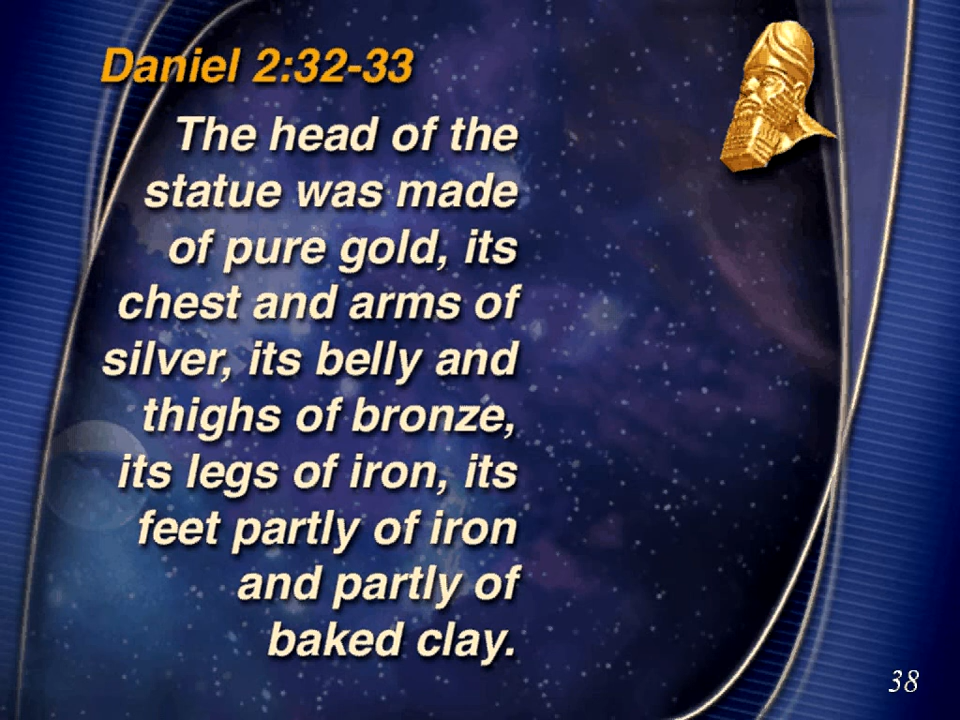 Daniel 2:32-33
The head of the
statue was made
of pure gold, its
chest and arms of
silver, its belly and
thighs of bronze,
its legs of iron, its
feet partly of iron
and partly of
baked clay.
38